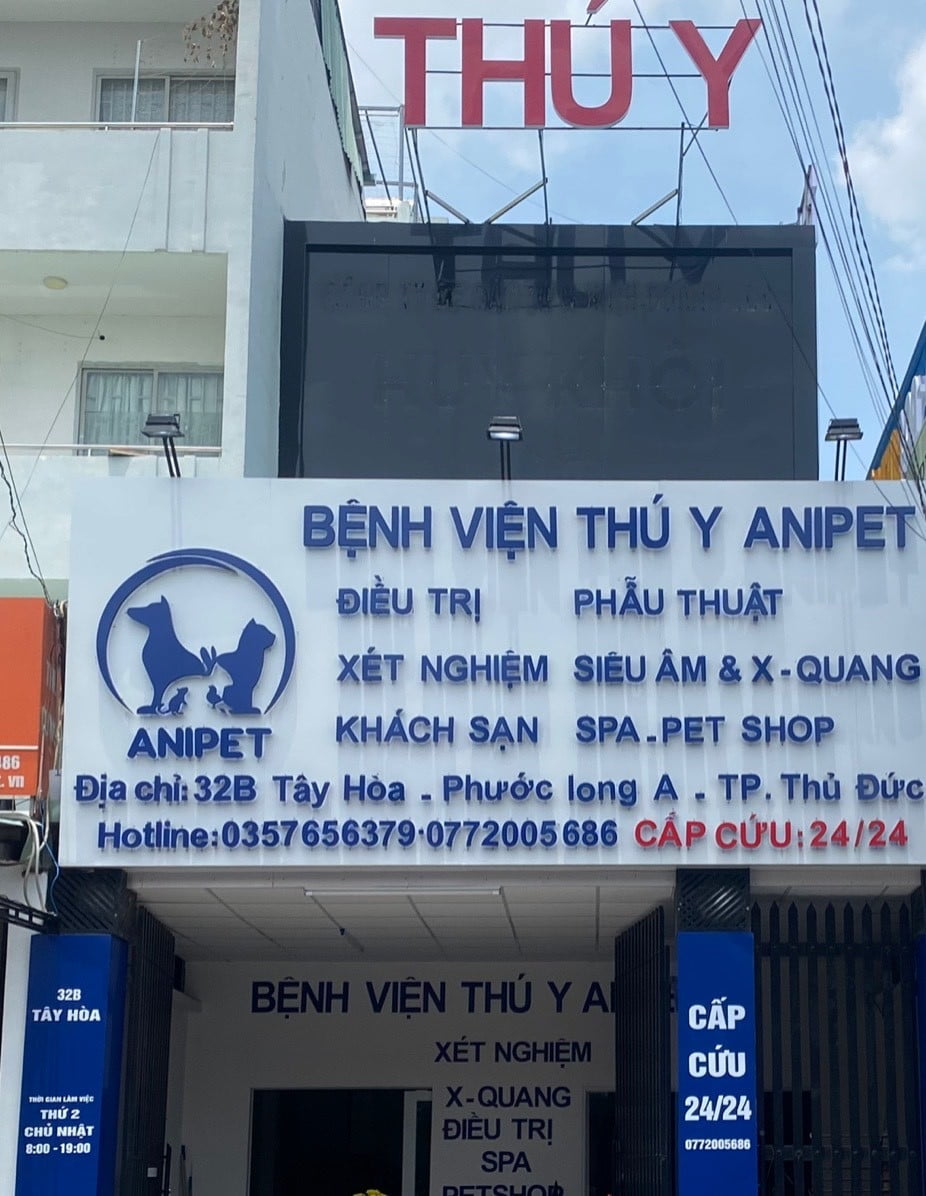 THÚ Y
HUY KHÔI
BỆNH VIỆN THÚ Y ANIPET
ĐIỀU TRỊ PHẪU THUẬT
XÉT NGHIỆM SIÊU ÂM & X-QUANG
KHÁCH SẠN SPA-PET SHOP
ANIPET
Địa chỉ: 32B Tây Hòa - Phước long A - TP. Thủ Đức
Hotline: 0357656379·0772005686 CẤP CỨU: 24/24
32B
TÂY HÒA
THỜI GIAN LÀM VIỆC
THỨ 2
CHỦ NHẬT
8:00 - 19:00
BỆNH VIỆN THÚ Y
XÉT NGHIỆM
X-QUANG
ĐIỀU TRỊ
SPA
PETSHOP
CẤP
CỨU
24/24
0772005686